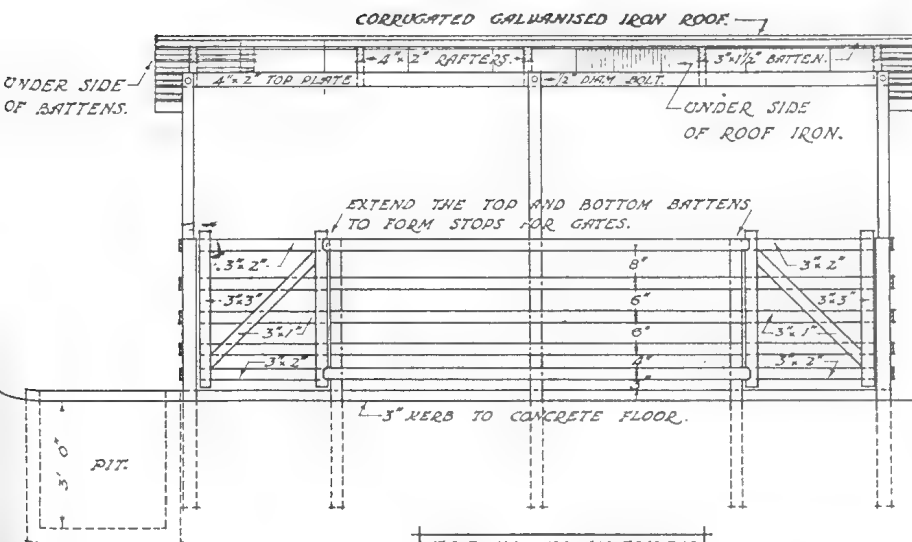 CORRUGATED GALVANISED IRON ROOF.
UNDER SIDE
OF BATTENS.
4"x 2" RAFTERS.
3"x 1½" BATTEN.
4"x 2" TOP PLATE
½" DIAM BOLT.
UNDER SIDE
OF ROOF IRON.
EXTEND THE TOP AND BOTTOM BATTENS
TO FORM STOPS FOR GATES.
3"x 2"
8"
3"x 2"
3"x 3"
6"
3"x 3"
3"x 1"
6"
3"x 1"
3"x 2"
4"
3"x 2"
3"
3" KERB TO CONCRETE FLOOR.
3' 0"
PIT.